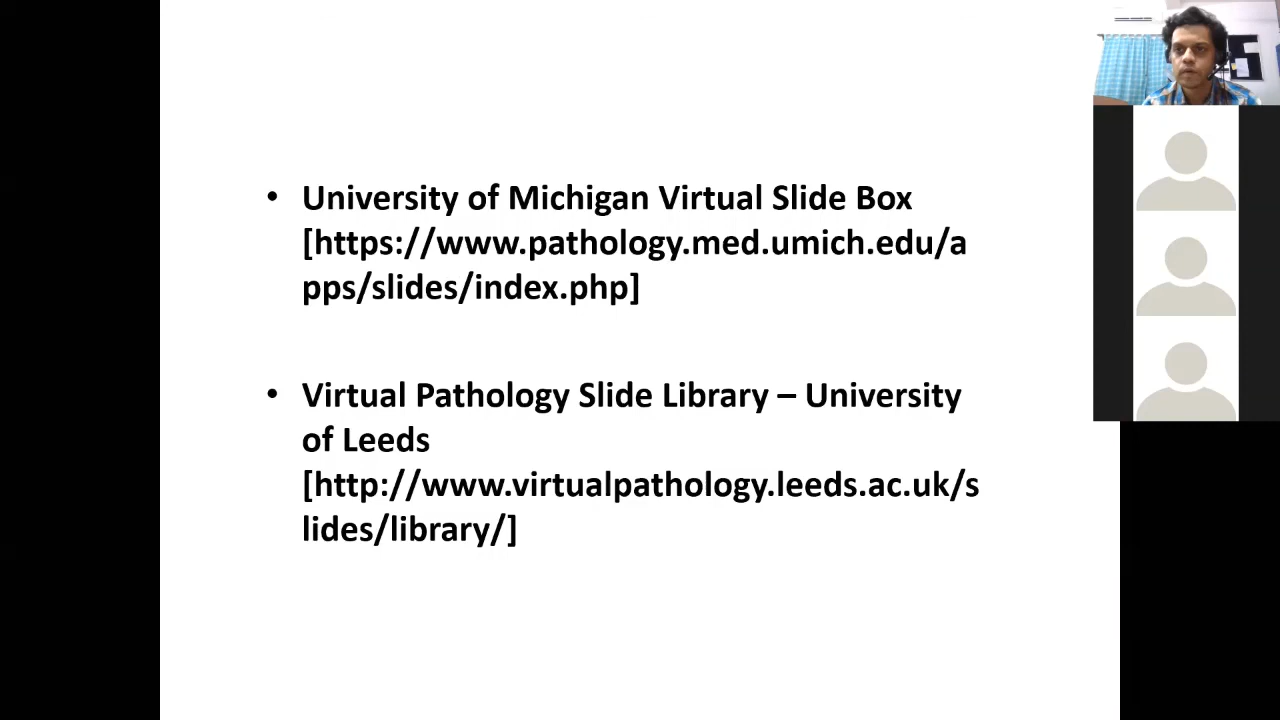 • University of Michigan Virtual Slide Box
[https://www.pathology.med.umich.edu/a
pps/slides/index.php]
• Virtual Pathology Slide Library – University
of Leeds
[http://www.virtualpathology.leeds.ac.uk/s
lides/library/]